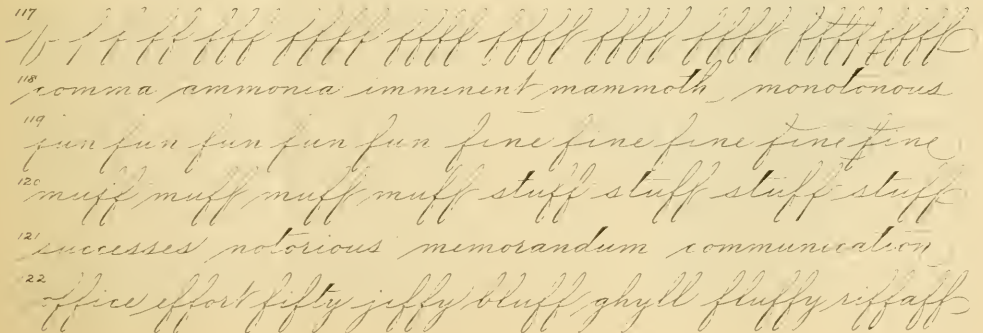 117
118 comma ammonia imminent mammoth monotonous
119 fun fun fun fun fun fine fine fine fine fine
120 muff muff muff muff stuff stuff stuff stuff
121 successes notorious memorandum communication
22 office effort fifty jiffy bluff ghyll fluffy riffaff